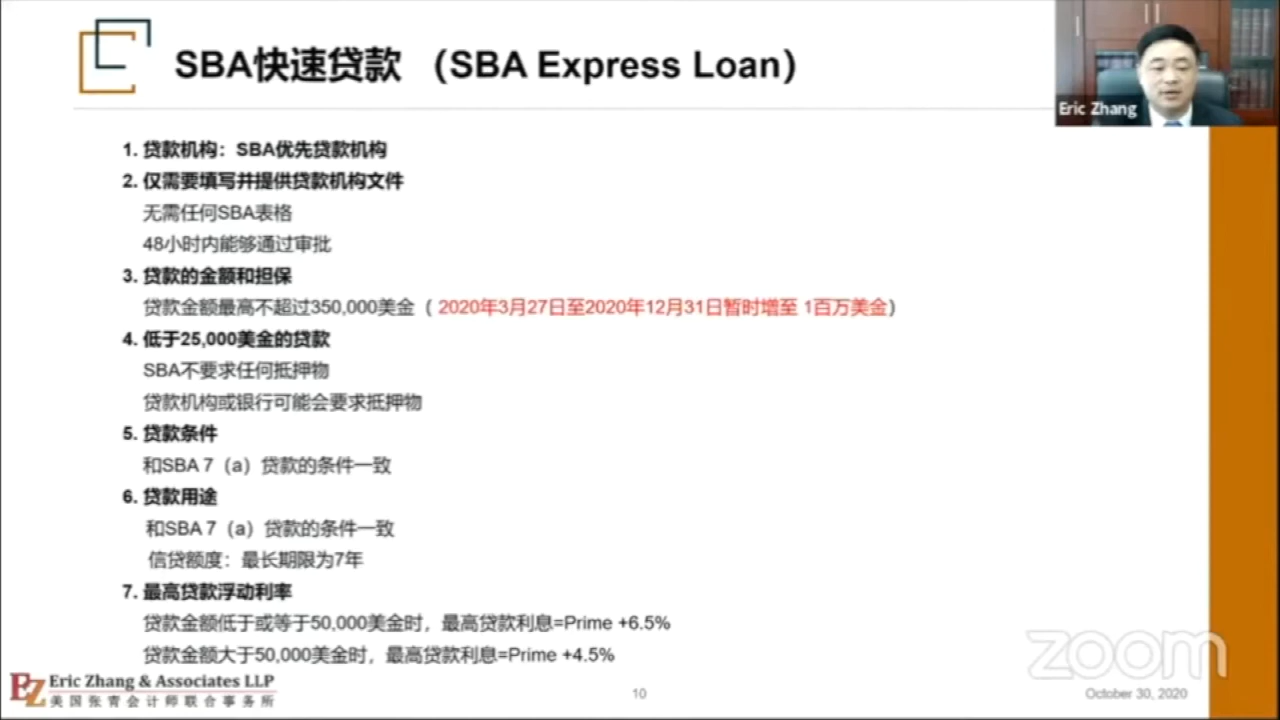 SBA快速贷款 （SBA Express Loan）
Eric Zhang
1. 贷款机构：SBA优先贷款机构
2. 仅需要填写并提供贷款机构文件
无需任何SBA表格
48小时内能够通过审批
3. 贷款的金额和担保
贷款金额最高不超过350,000美金 （ 2020年3月27日至2020年12月31日暂时增至 1百万美金）
4. 低于25,000美金的贷款
SBA不要求任何抵押物
贷款机构或银行可能会要求抵押物
5. 贷款条件
和SBA 7（a）贷款的条件一致
6. 贷款用途
和SBA 7（a）贷款的条件一致
信贷额度：最长期限为7年
7. 最高贷款浮动利率
贷款金额低于或等于50,000美金时，最高贷款利息=Prime +6.5%
贷款金额大于50,000美金时，最高贷款利息=Prime +4.5%
EZ Eric Zhang & Associates LLP
美国张青会计师联合事务所
10
zoom
October 30, 2020